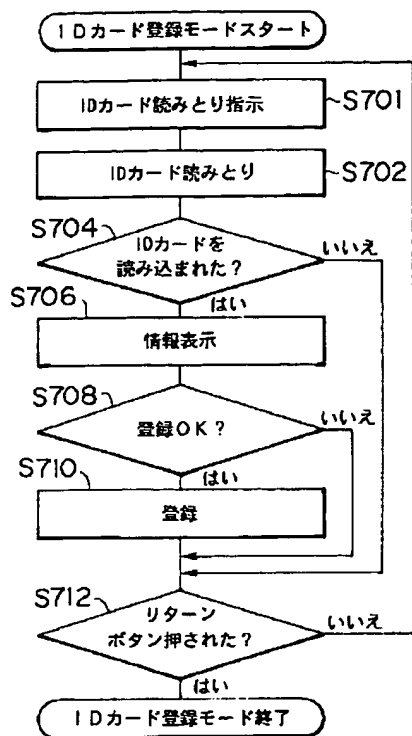 IDカード登録モードスタート
IDカード読みとり指示
S701
IDカード読みとり
S702
S704
IDカードを
読み込まれた?
いいえ
はい
S706
情報表示
S708
登録OK?
いいえ
はい
S710
登録
S712
リターン
ボタン押された?
いいえ
はい
IDカード登録モード終了